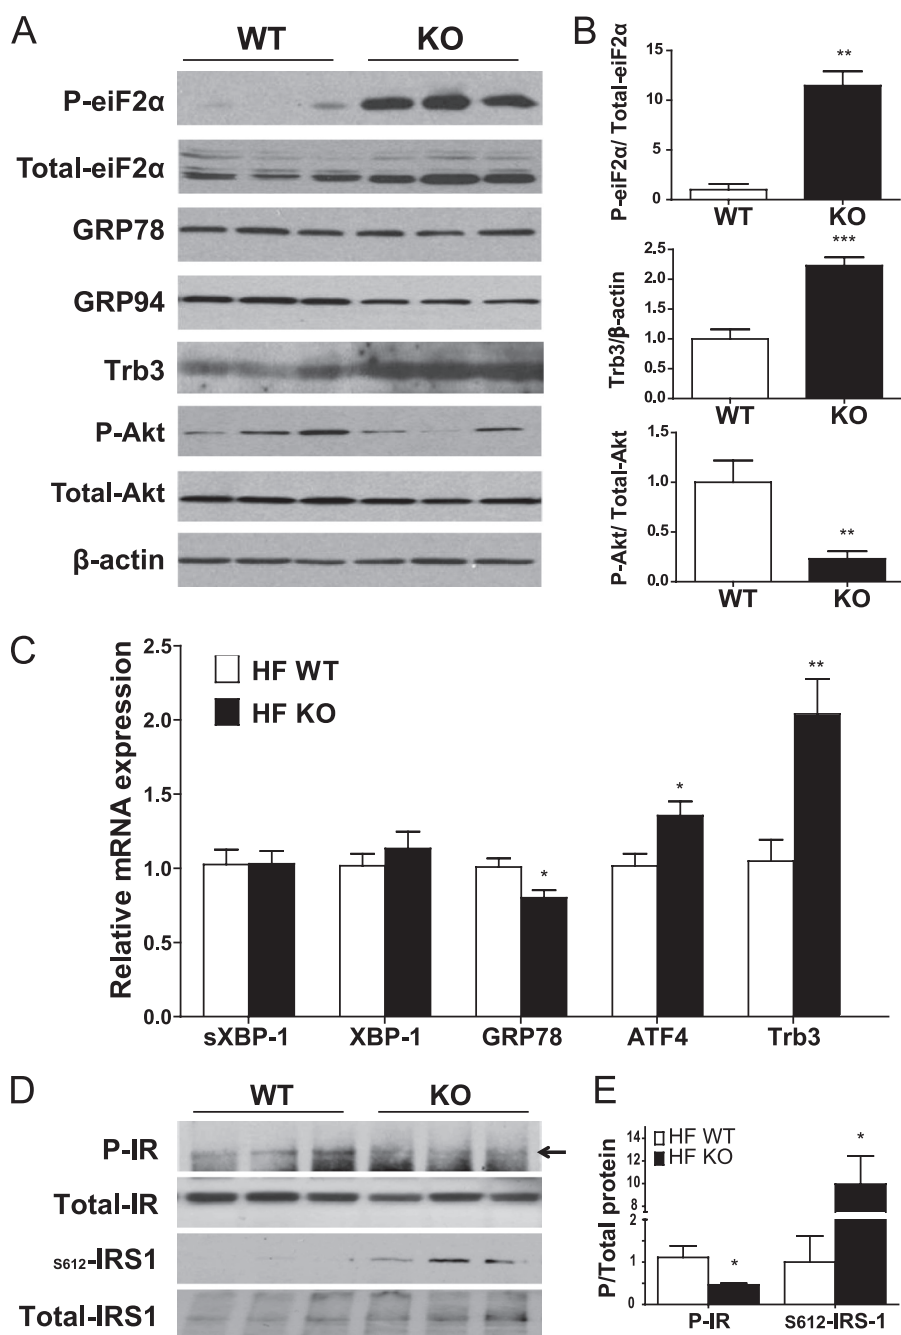 A
WT KO
P-eiF2α
Total-eiF2α
GRP78
GRP94
Trb3
P-Akt
Total-Akt
β-actin
B
P-eiF2α/ Total-eiF2α
15
10
5
0
**
WT KO
Trb3/β-actin
2.5
2.0
1.5
1.0
0.5
0.0
***
WT KO
P-Akt/ Total-Akt
1.5
1.0
0.5
0.0
**
WT KO
C
Relative mRNA expression
2.5
2.0
1.5
1.0
0.5
0.0
HF WT
HF KO
*
*
**
sXBP-1 XBP-1 GRP78 ATF4 Trb3
D
WT KO
P-IR
Total-IR
S612-IRS1
Total-IRS1
E
P/Total protein
14
12
10
8
2
1
0
HF WT
HF KO
*
*
P-IR S612-IRS-1